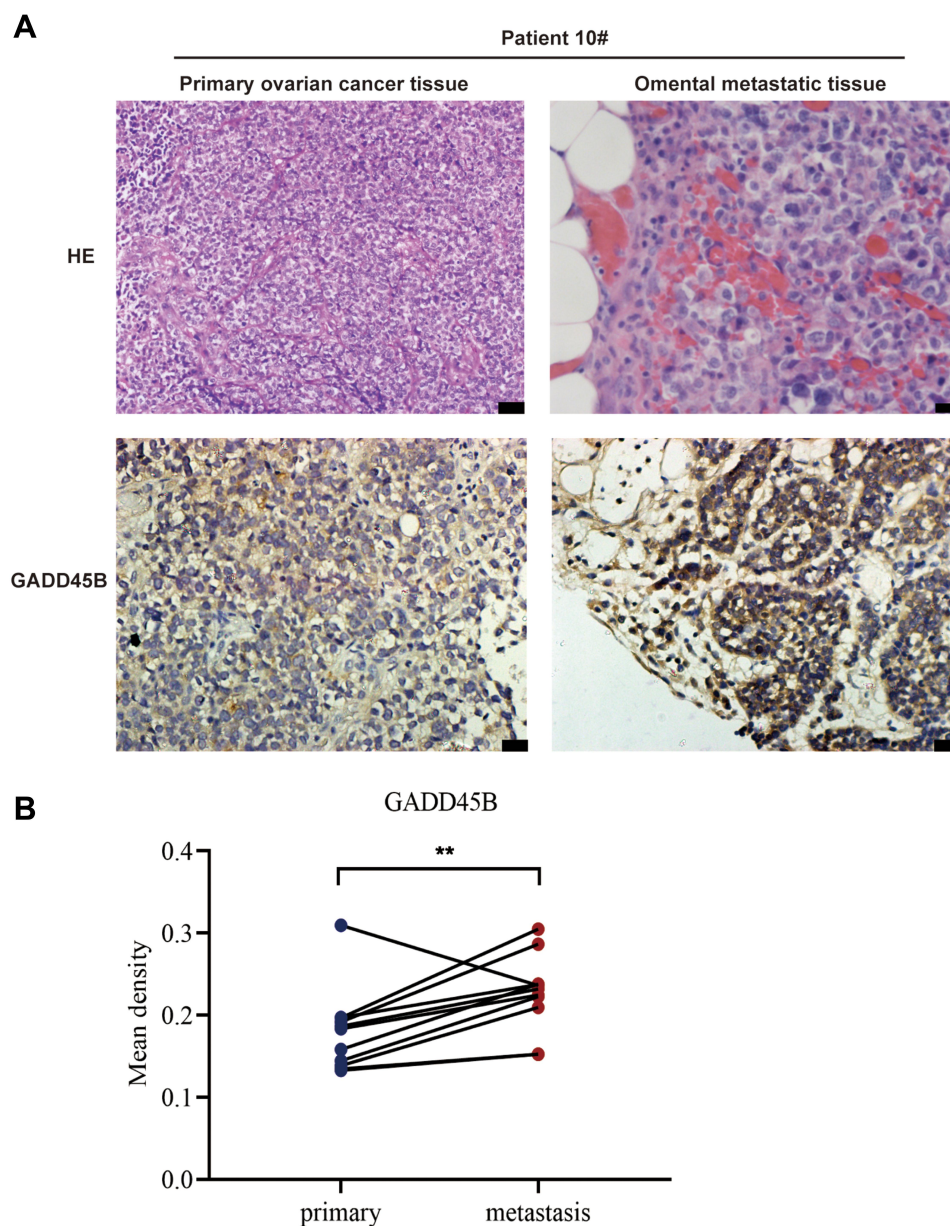 A
Patient 10#
Primary ovarian cancer tissue
Omental metastatic tissue
HE
GADD45B
B
GADD45B
**
0.4
0.3
0.2
0.1
0.0
Mean density
primary
metastasis